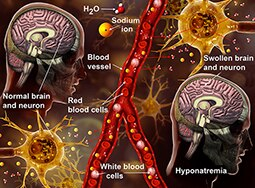 H₂O
Sodium
ion
Blood
vessel
Swollen brain
and neuron
Normal brain
and neuron
Red
blood cells
White blood
cells
Hyponatremia